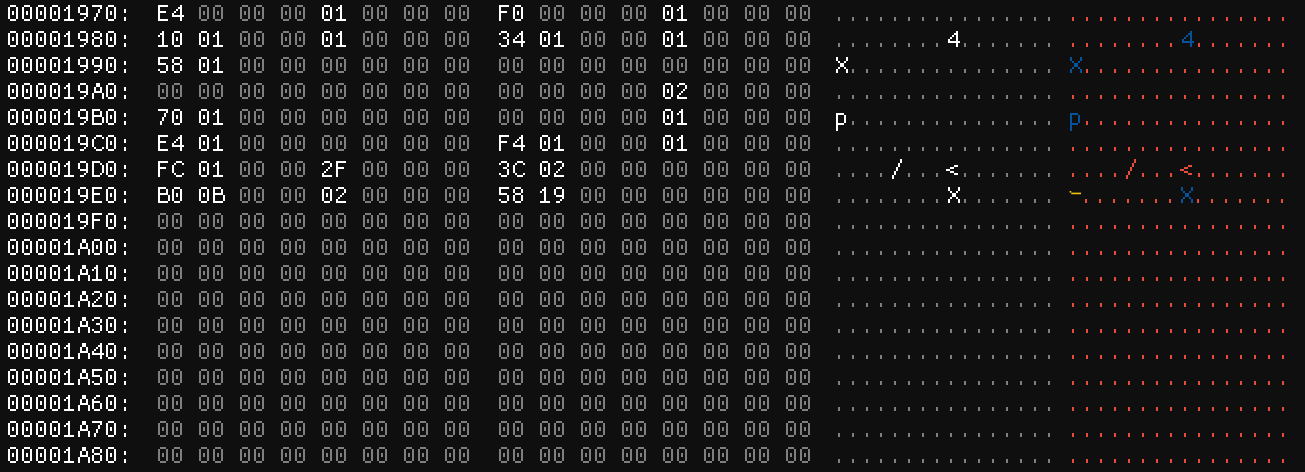 00001970: E4 00 00 00 01 00 00 00 F0 00 00 00 01 00 00 00 ................ ................
00001980: 10 01 00 00 01 00 00 00 34 01 00 00 01 00 00 00 ........4....... ........4.......
00001990: 58 01 00 00 00 00 00 00 00 00 00 00 00 00 00 00 X............... X...............
000019A0: 00 00 00 00 00 00 00 00 00 00 00 00 02 00 00 00 ................ ................
000019B0: 70 01 00 00 00 00 00 00 00 00 00 00 01 00 00 00 p............... p...............
000019C0: E4 01 00 00 00 00 00 00 F4 01 00 00 01 00 00 00 ................ ................
000019D0: FC 01 00 00 2F 00 00 00 3C 02 00 00 00 00 00 00 ..../...<....... ..../...<.......
000019E0: B0 0B 00 00 02 00 00 00 58 19 00 00 00 00 00 00 ........X....... ｰ.......X.......
000019F0: 00 00 00 00 00 00 00 00 00 00 00 00 00 00 00 00 ................ ................
00001A00: 00 00 00 00 00 00 00 00 00 00 00 00 00 00 00 00 ................ ................
00001A10: 00 00 00 00 00 00 00 00 00 00 00 00 00 00 00 00 ................ ................
00001A20: 00 00 00 00 00 00 00 00 00 00 00 00 00 00 00 00 ................ ................
00001A30: 00 00 00 00 00 00 00 00 00 00 00 00 00 00 00 00 ................ ................
00001A40: 00 00 00 00 00 00 00 00 00 00 00 00 00 00 00 00 ................ ................
00001A50: 00 00 00 00 00 00 00 00 00 00 00 00 00 00 00 00 ................ ................
00001A60: 00 00 00 00 00 00 00 00 00 00 00 00 00 00 00 00 ................ ................
00001A70: 00 00 00 00 00 00 00 00 00 00 00 00 00 00 00 00 ................ ................
00001A80: 00 00 00 00 00 00 00 00 00 00 00 00 00 00 00 00 ................ ................